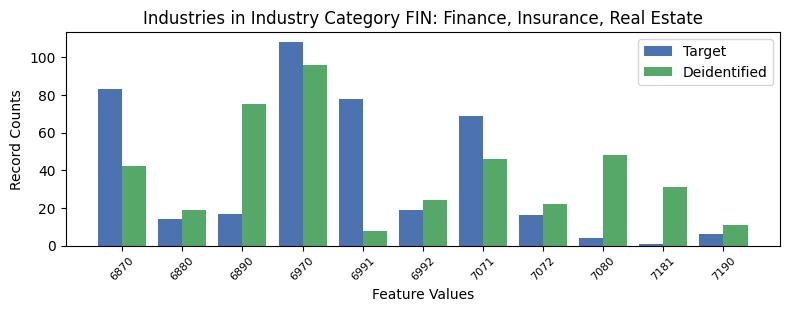 Industries in Industry Category FIN: Finance, Insurance, Real Estate
Target
Deidentified
Record Counts
100
80
60
40
20
0
6870 6880 6890 6970 6991 6992 7071 7072 7080 7181 7190
Feature Values